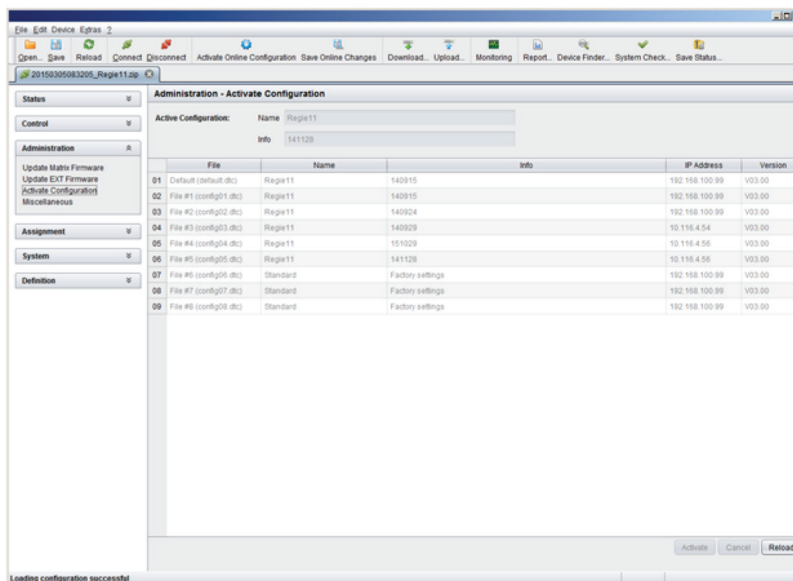 File Edit Device Extras ?
Open... Save Reload Connect Disconnect Activate Online Configuration Save Online Changes Download... Upload... Monitoring Report... Device Finder... System Check... Save Status...
20150305083205_Regie11.zip
Status
Control
Administration
Update Matrix Firmware
Update EXT Firmware
Activate Configuration
Miscellaneous
Assignment
System
Definition
Administration - Activate Configuration
Active Configuration: Name Regie11
Info 141128
File Name Info IP Address Version
01 Default (default.dtc) Regie11 140915 192.168.100.99 V03.00
02 File #1 (config01.dtc) Regie11 140915 192.168.100.99 V03.00
03 File #2 (config02.dtc) Regie11 140924 192.168.100.99 V03.00
04 File #3 (config03.dtc) Regie11 140929 10.116.4.54 V03.00
05 File #4 (config04.dtc) Regie11 151029 10.116.4.56 V03.00
06 File #5 (config05.dtc) Regie11 141128 10.116.4.56 V03.00
07 File #6 (config06.dtc) Standard Factory settings 192.168.100.99 V03.00
08 File #7 (config07.dtc) Standard Factory settings 192.168.100.99 V03.00
09 File #8 (config08.dtc) Standard Factory settings 192.168.100.99 V03.00
Activate Cancel Reload
Loading configuration successful